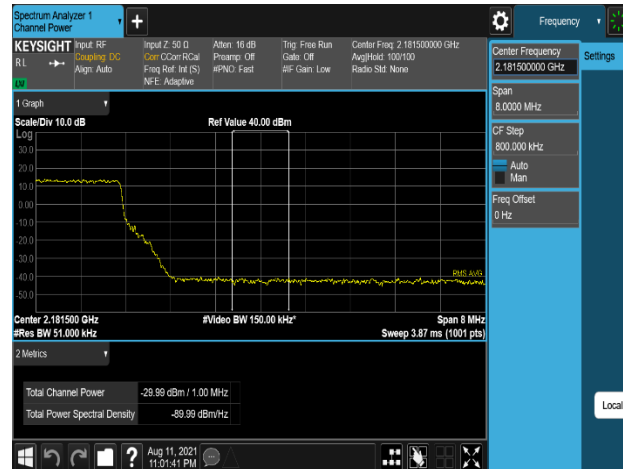 Spectrum Analyzer 1
Channel Power
Frequency
KEYSIGHT
RL
Input: RF
Coupling: DC
Align: Auto
Input Z: 50 Ω
Corr CCorr RCal
Freq Ref: Int (S)
NFE: Adaptive
Atten: 16 dB
Preamp: Off
#PNO: Fast
Trig: Free Run
Gate: Off
#IF Gain: Low
Center Freq: 2.181500000 GHz
Avg|Hold: 100/100
Radio Std: None
Center Frequency
2.181500000 GHz
Settings
Span
8.0000 MHz
CF Step
800.000 kHz
Auto
Man
Freq Offset
0 Hz
1 Graph
Scale/Div 10.0 dB
Ref Value 40.00 dBm
Log
30.0
20.0
10.0
0.00
-10.0
-20.0
-30.0
-40.0
-50.0
RMS AVG
Center 2.181500 GHz
#Video BW 150.00 kHz*
Span 8 MHz
#Res BW 51.000 kHz
Sweep 3.87 ms (1001 pts)
2 Metrics
Total Channel Power
-29.99 dBm / 1.00 MHz
Total Power Spectral Density
-89.99 dBm/Hz
Local
?
Aug 11, 2021
11:01:41 PM